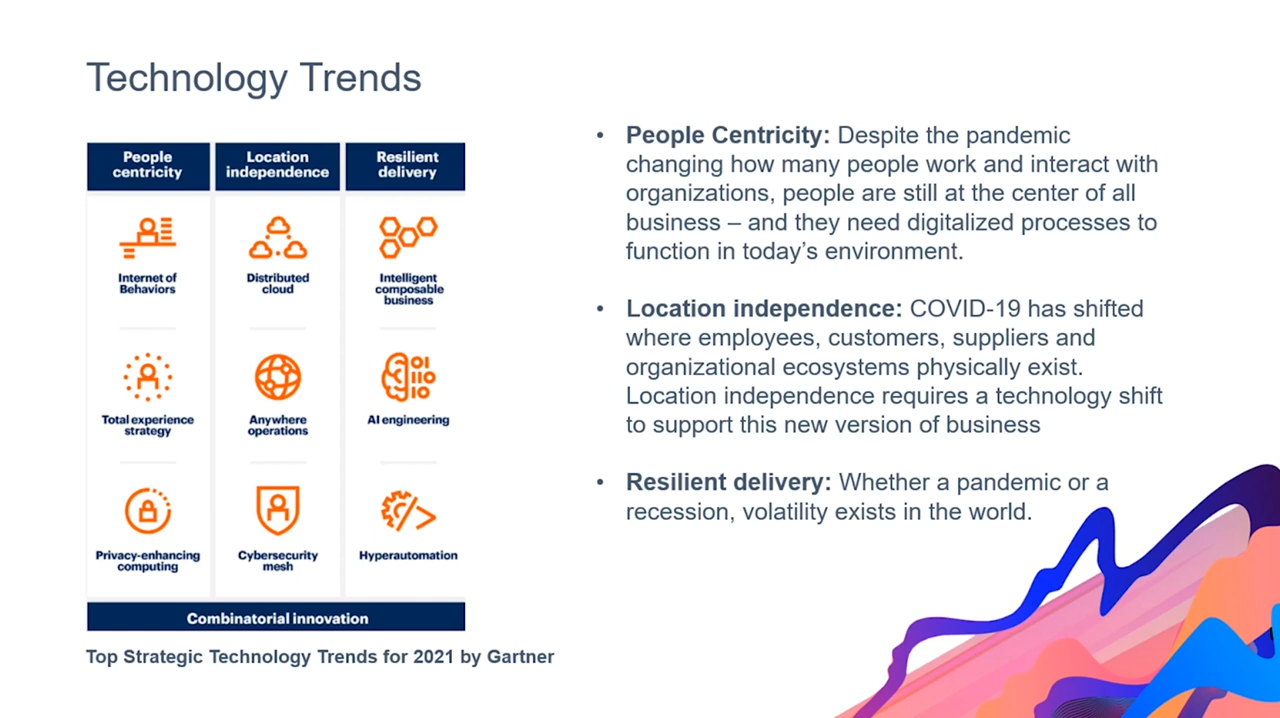 Technology Trends
People
centricity
Location
independence
Resilient
delivery
Internet of
Behaviors
Distributed
cloud
Intelligent
composable
business
Total experience
strategy
Anywhere
operations
AI engineering
Privacy-enhancing
computing
Cybersecurity
mesh
Hyperautomation
Combinatorial innovation
Top Strategic Technology Trends for 2021 by Gartner
• People Centricity: Despite the pandemic
changing how many people work and interact with
organizations, people are still at the center of all
business – and they need digitalized processes to
function in today’s environment.
• Location independence: COVID-19 has shifted
where employees, customers, suppliers and
organizational ecosystems physically exist.
Location independence requires a technology shift
to support this new version of business
• Resilient delivery: Whether a pandemic or a
recession, volatility exists in the world.